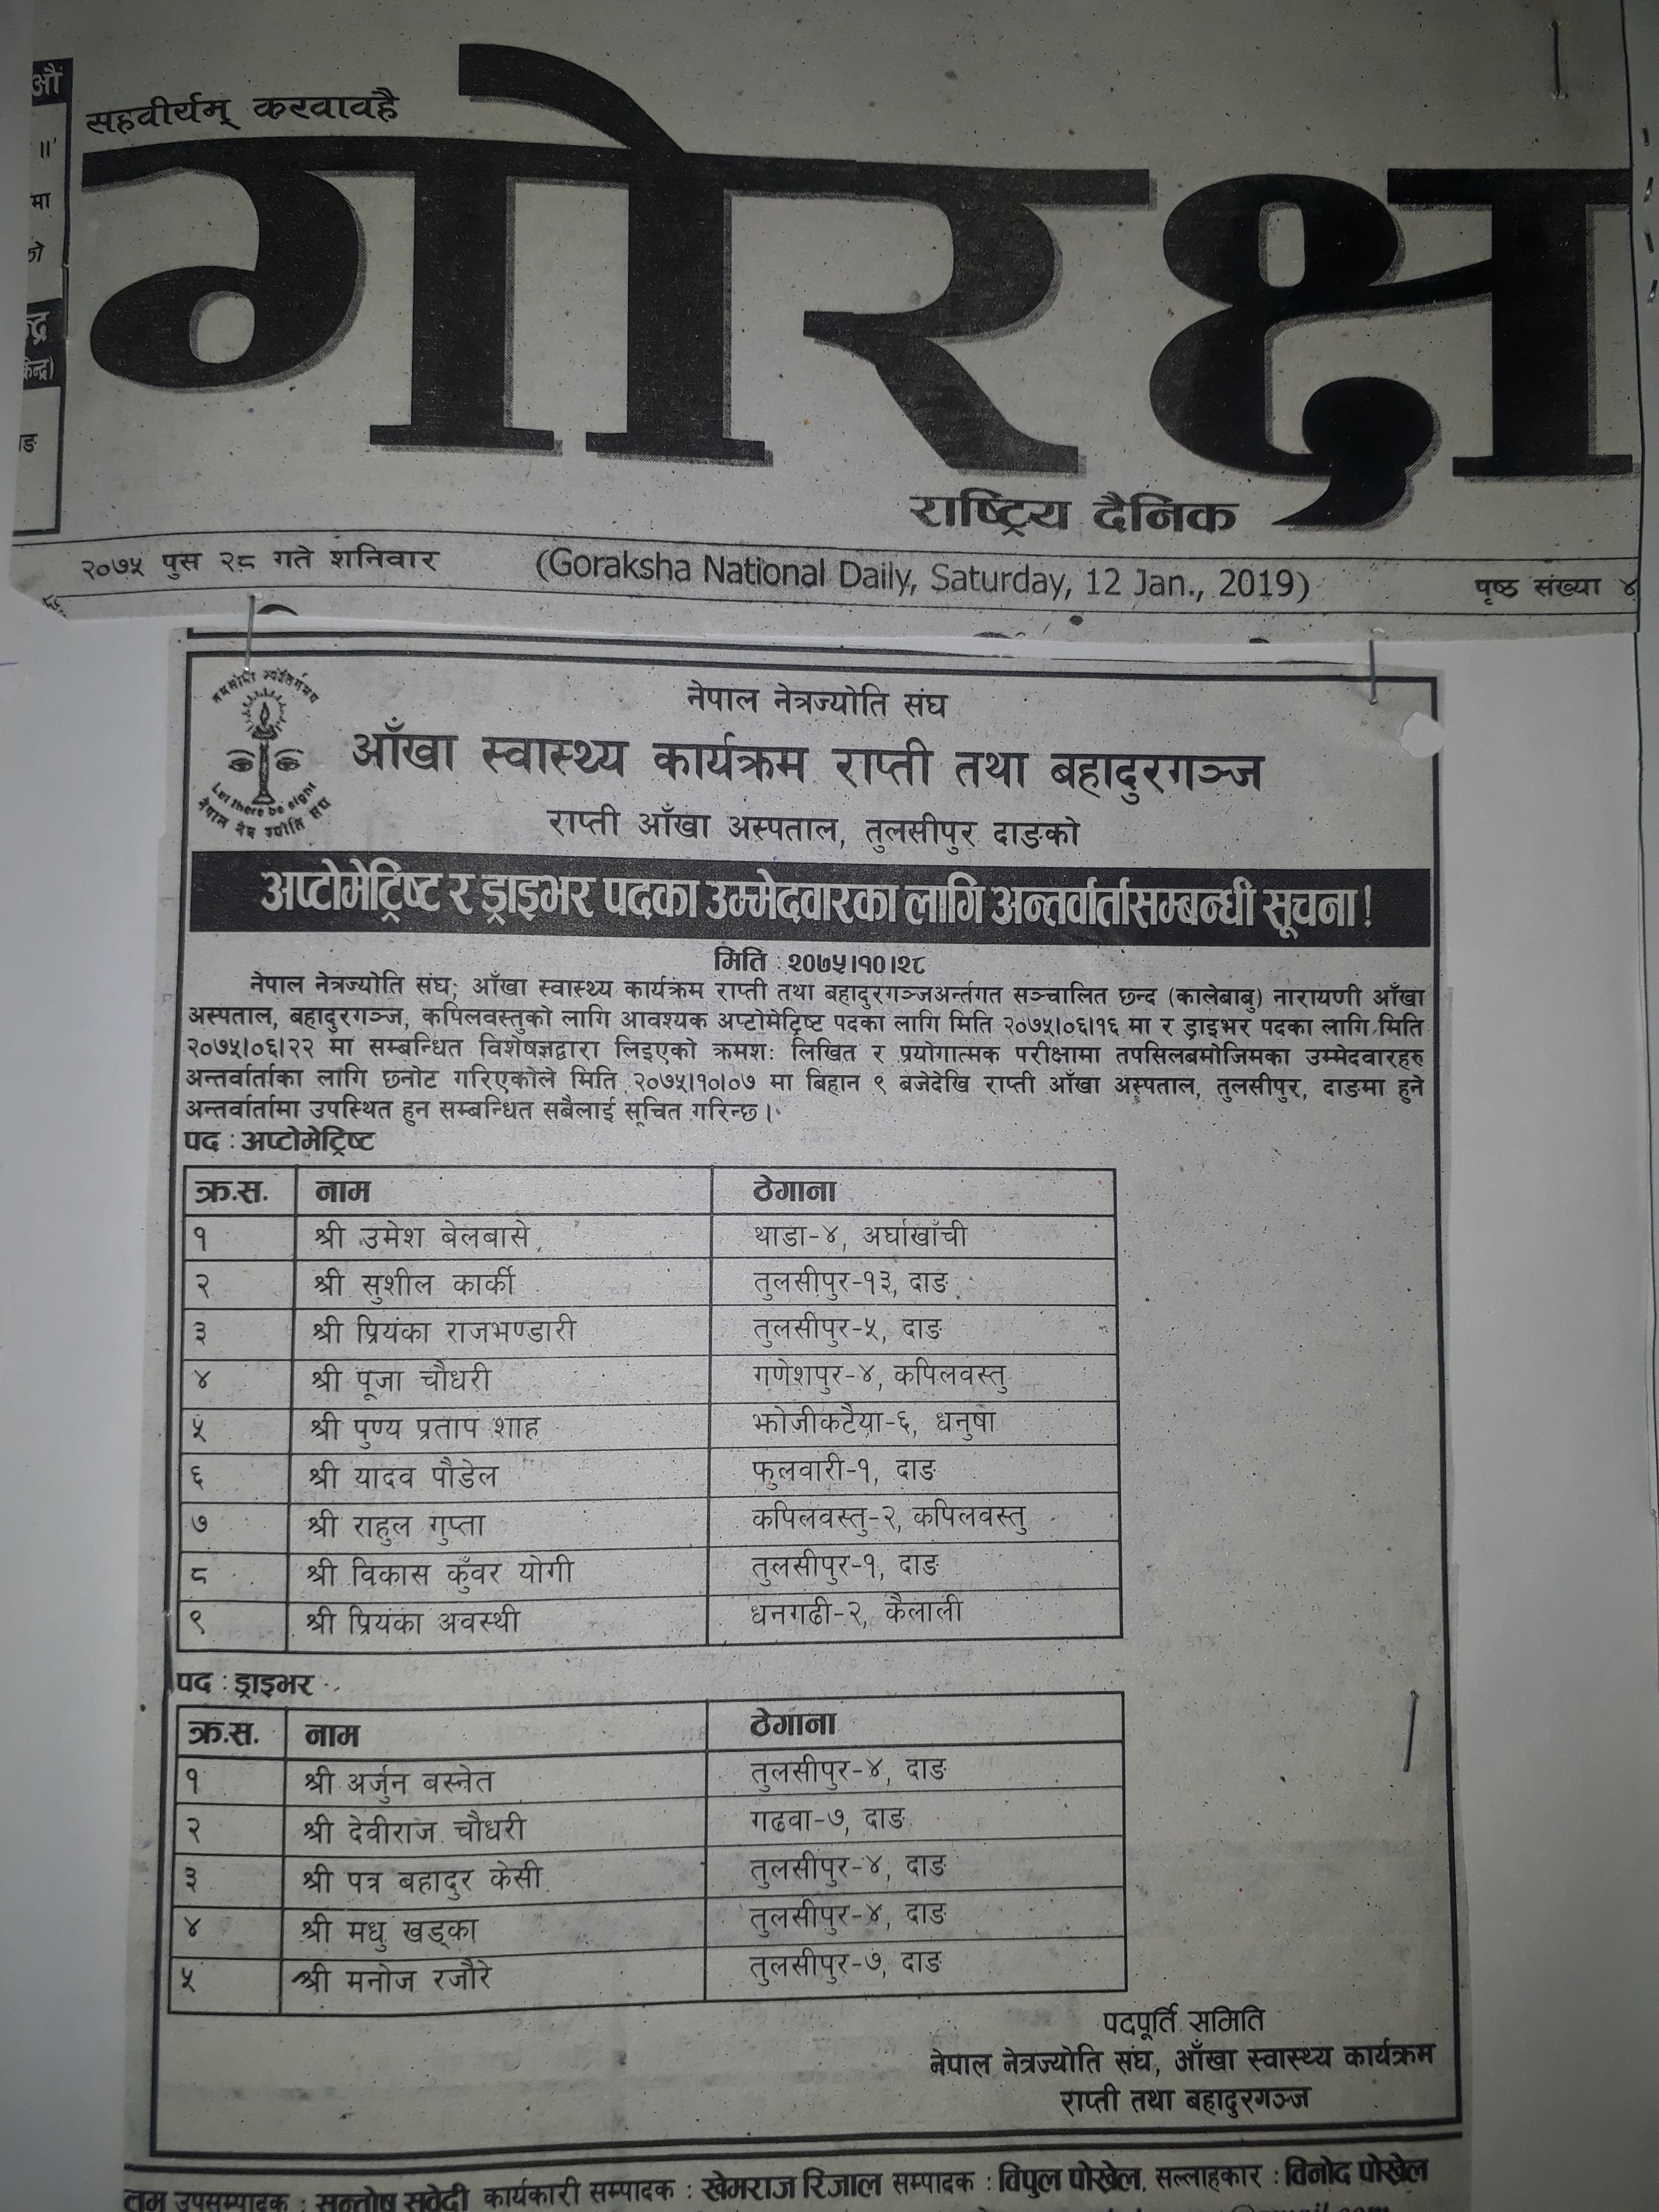 औं
॥'
मा
को
न्द्र
केन्द्र)
ाङ
सहवीर्यम् करवावहै
गोरक्ष
राष्ट्रिय दैनिक
२०७५ पुस २८ गते शनिवार (Goraksha National Daily, Saturday, 12 Jan., 2019) पृष्ठ संख्या ४
तमसोमा ज्योतिर्गमय
Let there be sight
नेपाल नेत्र ज्योति संघ
नेपाल नेत्रज्योति संघ
आँखा स्वास्थ्य कार्यक्रम राप्ती तथा बहादुरगञ्ज
राप्ती आँखा अस्पताल, तुलसीपुर दाङको
अप्टोमेट्रिष्ट र ड्राइभर पदका उम्मेदवारका लागि अन्तर्वार्तासम्बन्धी सूचना!
मिति : २०७५।१०।२८
नेपाल नेत्रज्योति संघ; आँखा स्वास्थ्य कार्यक्रम राप्ती तथा बहादुरगञ्जअर्न्तगत सञ्चालित छन्द (कालेबाबु) नारायणी आँखा
अस्पताल, बहादुरगञ्ज, कपिलवस्तुको लागि आवश्यक अप्टोमेट्रिष्ट पदका लागि मिति २०७५।०६।१६ मा र ड्राइभर पदका लागि मिति
२०७५।०६।२२ मा सम्बन्धित विशेषज्ञद्वारा लिइएको क्रमशः लिखित र प्रयोगात्मक परीक्षामा तपसिलबमोजिमका उम्मेदवारहरु
अन्तर्वार्ताका लागि छनोट गरिएकोले मिति २०७५।१०।०७ मा बिहान ९ बजेदेखि राप्ती आँखा अस्पताल, तुलसीपुर, दाङमा हुने
अन्तर्वार्तामा उपस्थित हुन सम्बन्धित सबैलाई सूचित गरिन्छ।
पद : अप्टोमेट्रिष्ट
क्र.स. नाम ठेगाना
१ श्री उमेश बेलबासे थाडा-४, अर्घाखाँची
२ श्री सुशील कार्की तुलसीपुर-१३, दाङ
३ श्री प्रियंका राजभण्डारी तुलसीपुर-५, दाङ
४ श्री पूजा चौधरी गणेशपुर-४, कपिलवस्तु
५ श्री पुण्य प्रताप शाह झोजीकटैया-६, धनुषा
६ श्री यादव पौडेल फुलवारी-१, दाङ
७ श्री राहुल गुप्ता कपिलवस्तु-२, कपिलवस्तु
८ श्री विकास कुँवर योगी तुलसीपुर-१, दाङ
९ श्री प्रियंका अवस्थी धनगढी-२, कैलाली
पद : ड्राइभर
क्र.स. नाम ठेगाना
१ श्री अर्जुन बस्नेत तुलसीपुर-४, दाङ
२ श्री देवीराज चौधरी गढवा-७, दाङ
३ श्री पत्र बहादुर केसी तुलसीपुर-४, दाङ
४ श्री मधु खड्का तुलसीपुर-४, दाङ
५ श्री मनोज रजौरे तुलसीपुर-७, दाङ
पदपूर्ति समिति
नेपाल नेत्रज्योति संघ, आँखा स्वास्थ्य कार्यक्रम
राप्ती तथा बहादुरगञ्ज
उपसम्पादक : सन्तोष सुवेदी कार्यकारी सम्पादक : खेमराज रिजाल सम्पादक : विपुल पोख्रेल, सल्लाहकार : विनोद पोख्रेल